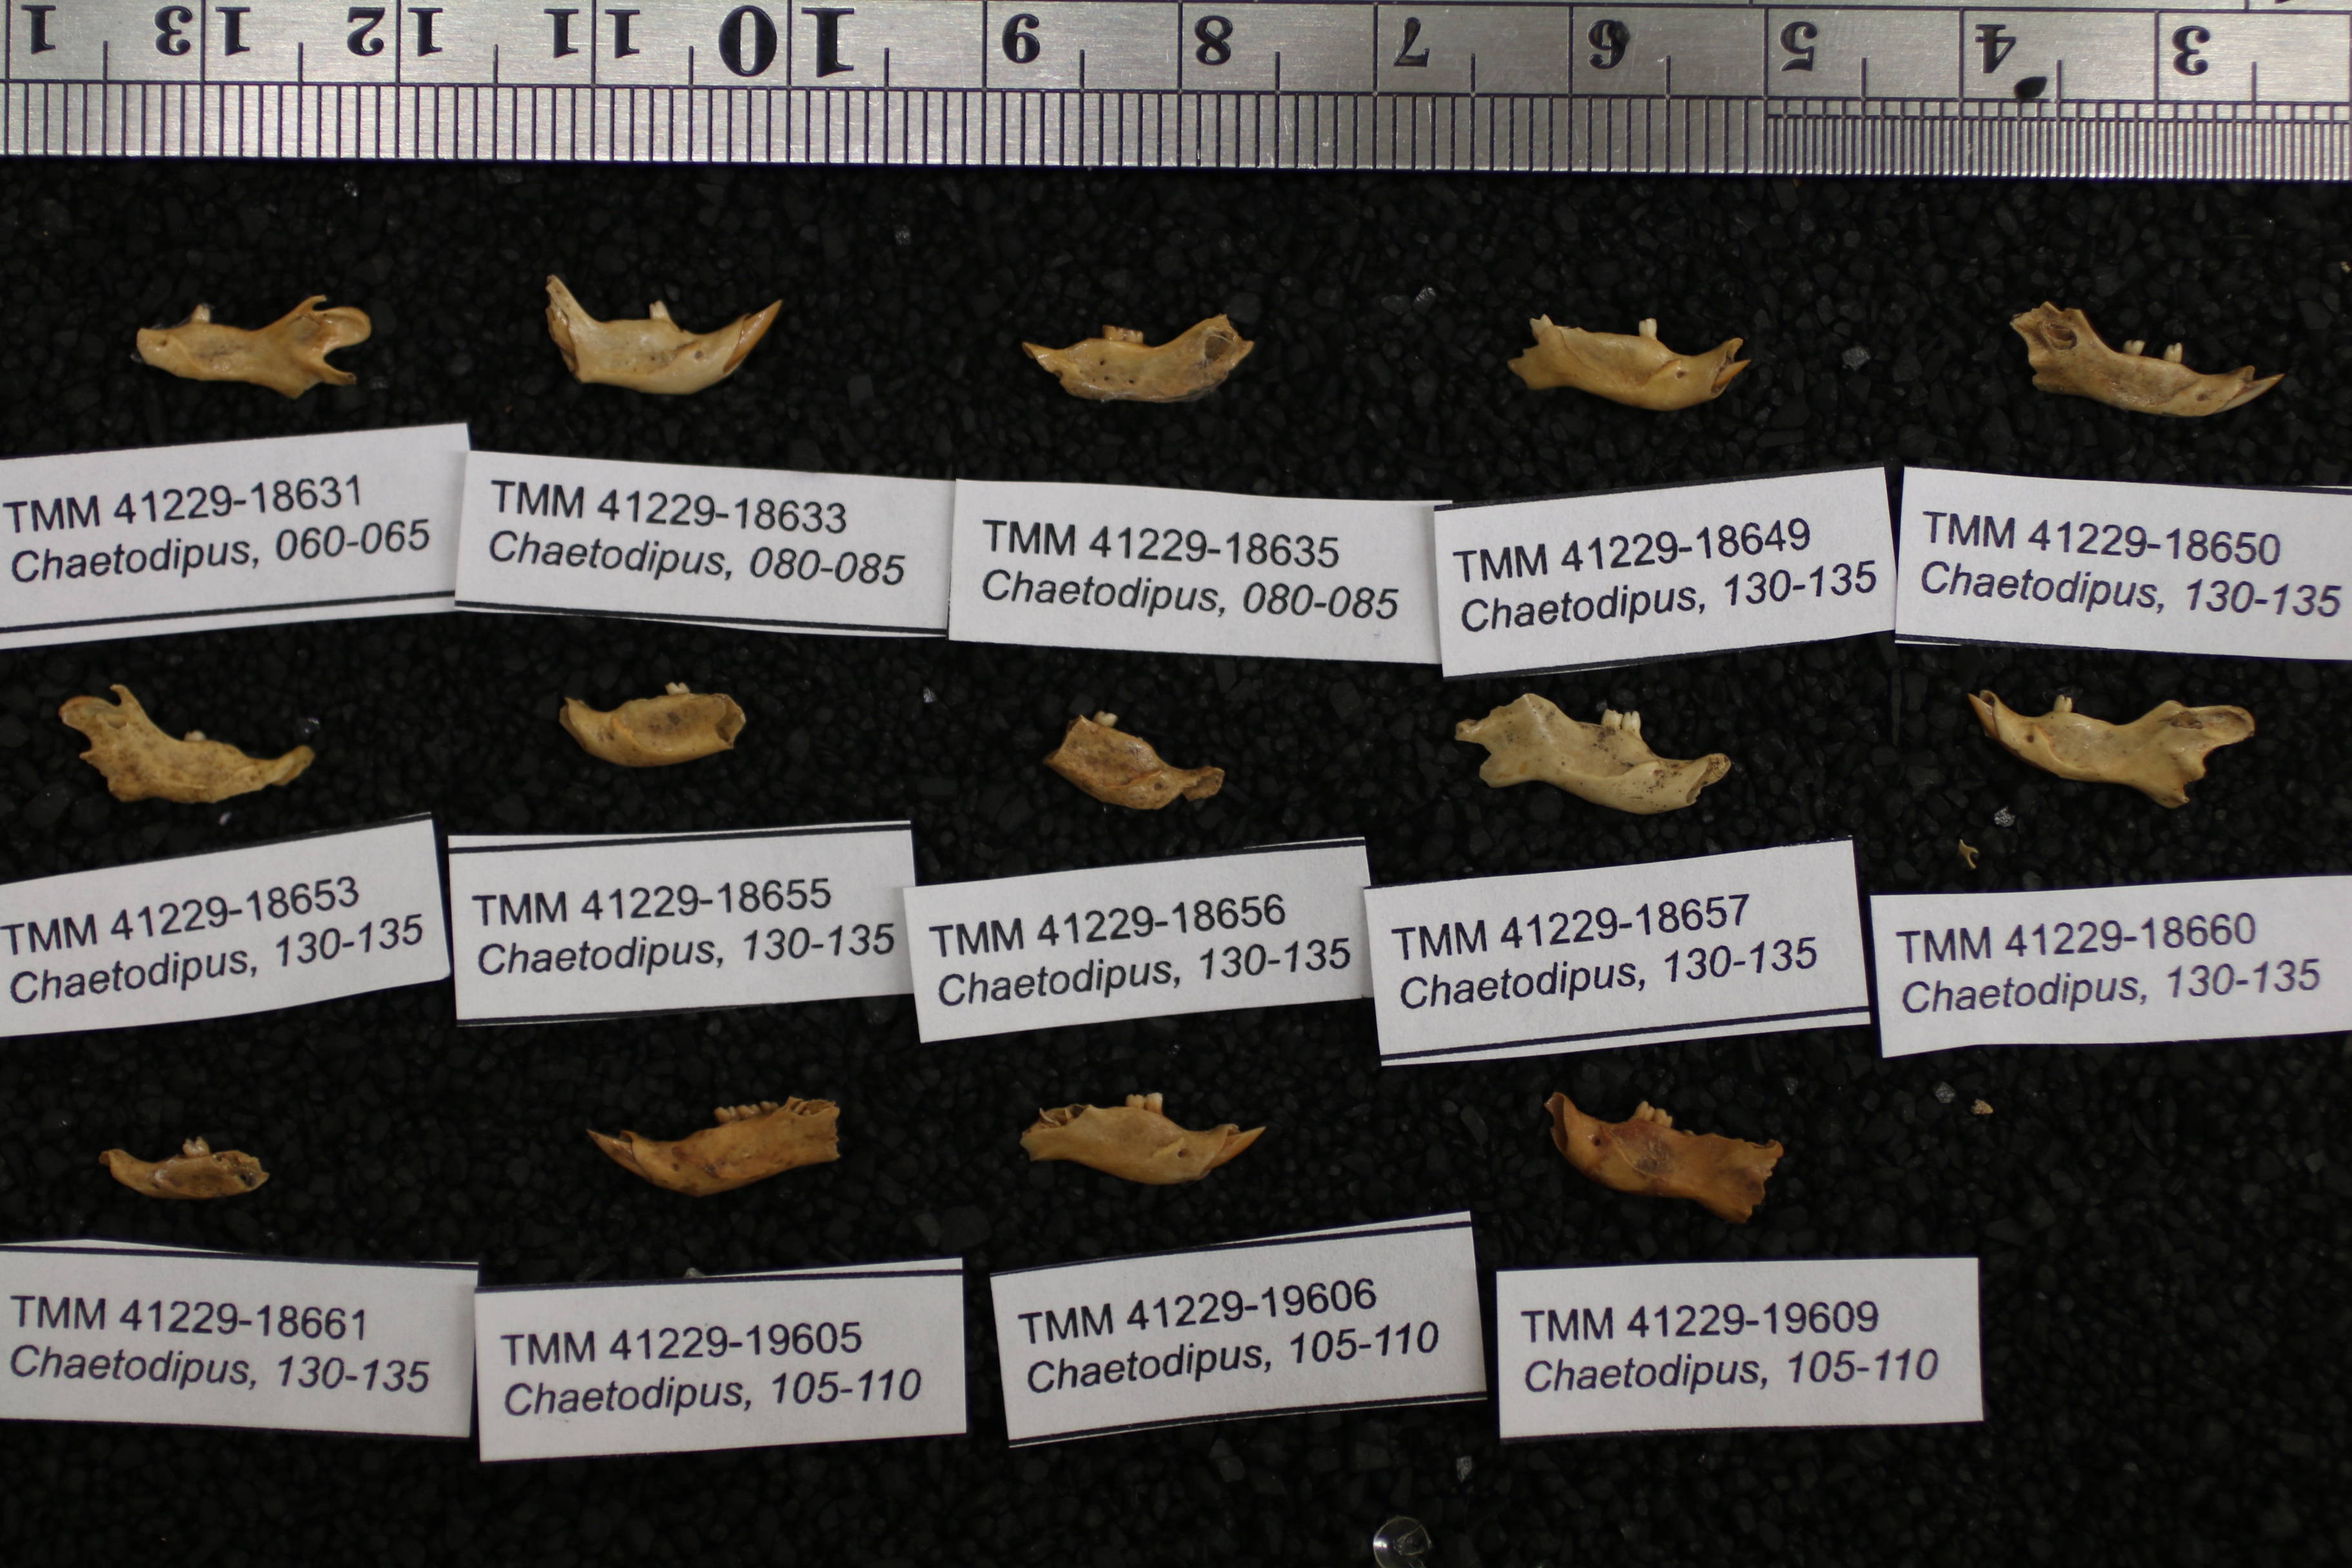 1 13 12 11 10 9 8 7 6 5 4 3
TMM 41229-18631
Chaetodipus, 060-065
TMM 41229-18633
Chaetodipus, 080-085
TMM 41229-18635
Chaetodipus, 080-085
TMM 41229-18649
Chaetodipus, 130-135
TMM 41229-18650
Chaetodipus, 130-135
TMM 41229-18653
Chaetodipus, 130-135
TMM 41229-18655
Chaetodipus, 130-135
TMM 41229-18656
Chaetodipus, 130-135
TMM 41229-18657
Chaetodipus, 130-135
TMM 41229-18660
Chaetodipus, 130-135
TMM 41229-18661
Chaetodipus, 130-135
TMM 41229-19605
Chaetodipus, 105-110
TMM 41229-19606
Chaetodipus, 105-110
TMM 41229-19609
Chaetodipus, 105-110